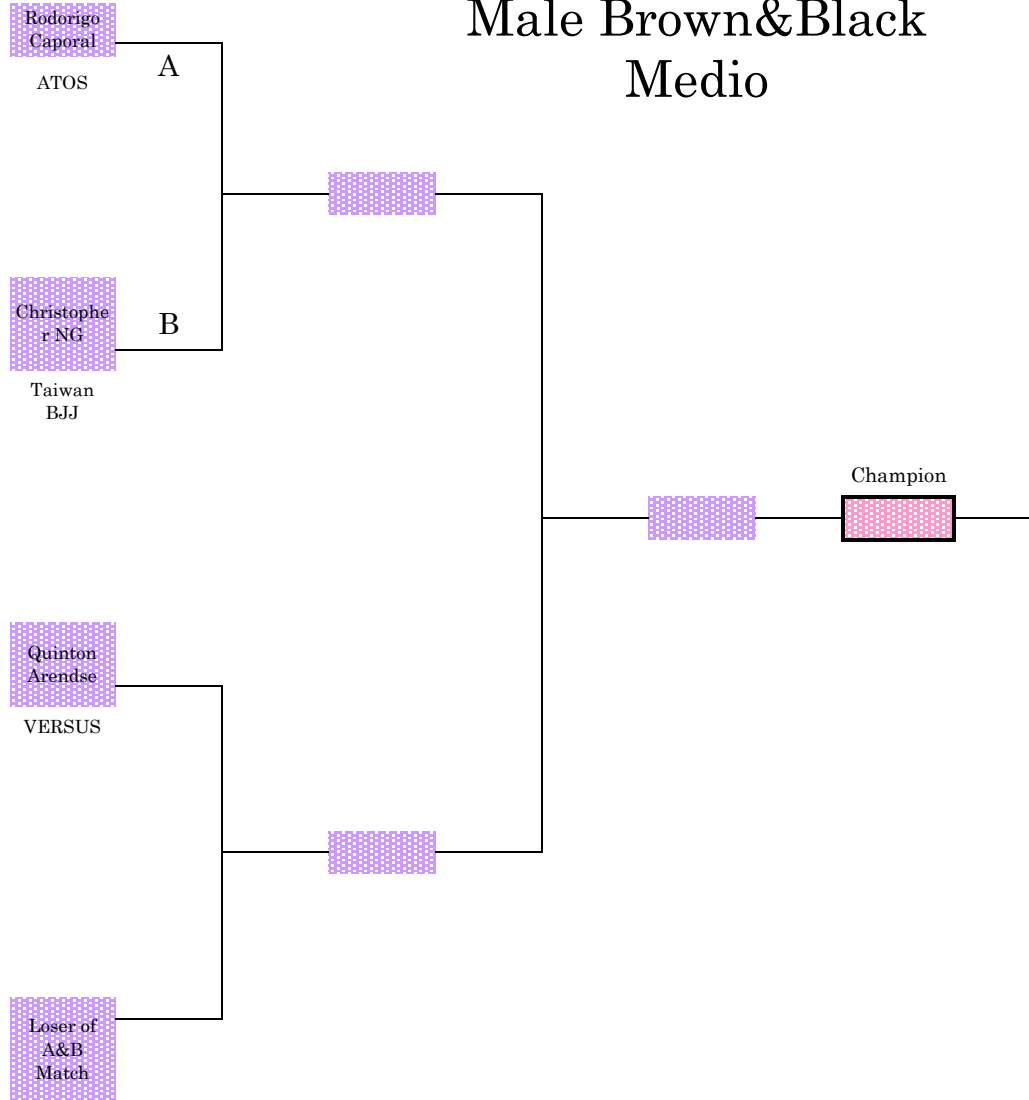 Male Brown&Black
Medio
Rodorigo
Caporal
A
ATOS
Christophe
r NG
B
Taiwan
BJJ
Champion
Quinton
Arendse
VERSUS
Loser of
A&B
Match